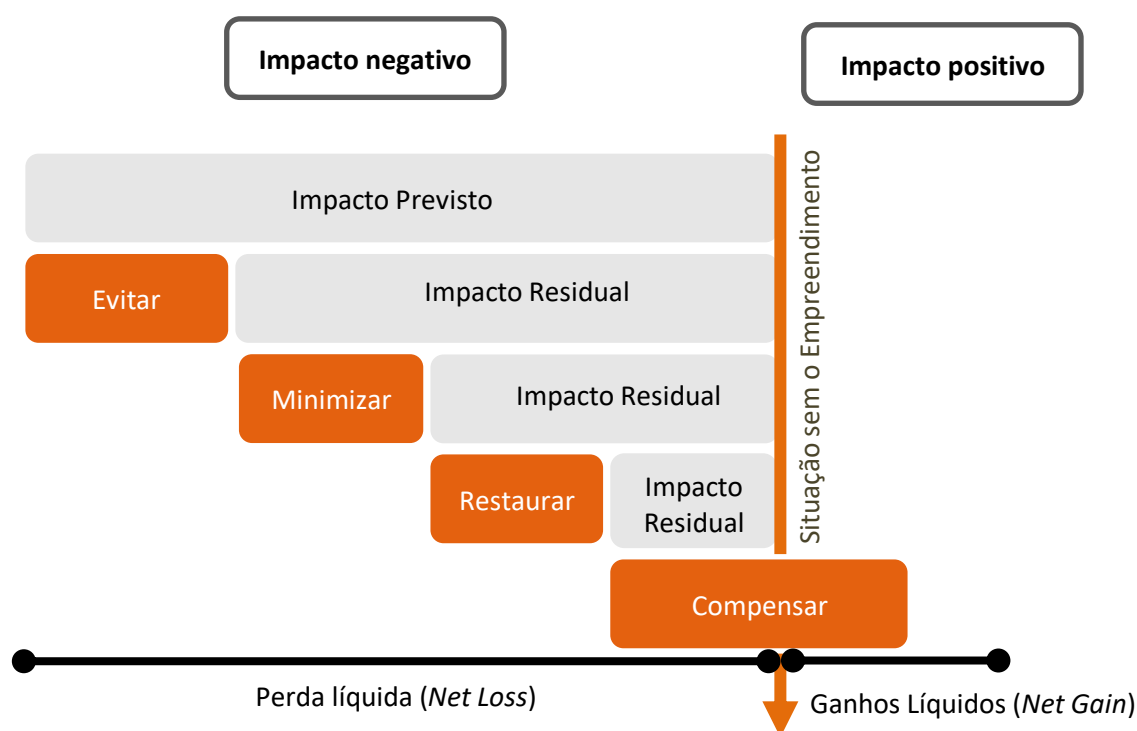 Impacto negativo
Impacto positivo
Impacto Previsto
Situação sem o Empreendimento
Evitar
Impacto Residual
Minimizar
Impacto Residual
Restaurar
Impacto
Residual
Compensar
Perda líquida (Net Loss)
Ganhos Líquidos (Net Gain)